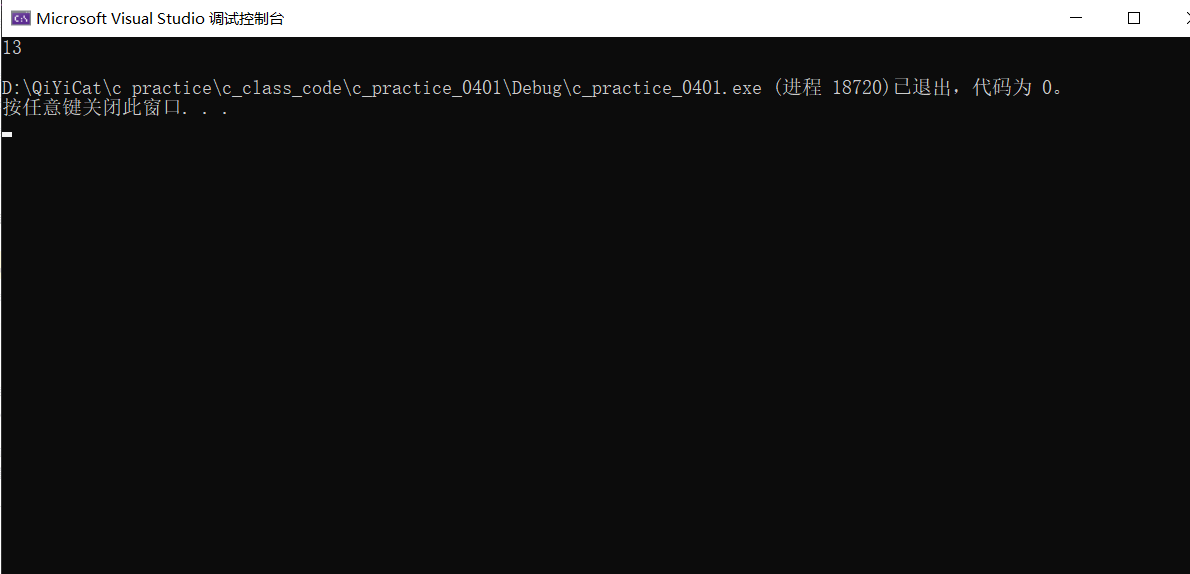 Microsoft Visual Studio 调试控制台
13
D:\QiYiCat\c practice\c_class_code\c_practice_0401\Debug\c_practice_0401.exe (进程 18720)已退出，代码为 0。
按任意键关闭此窗口. . .